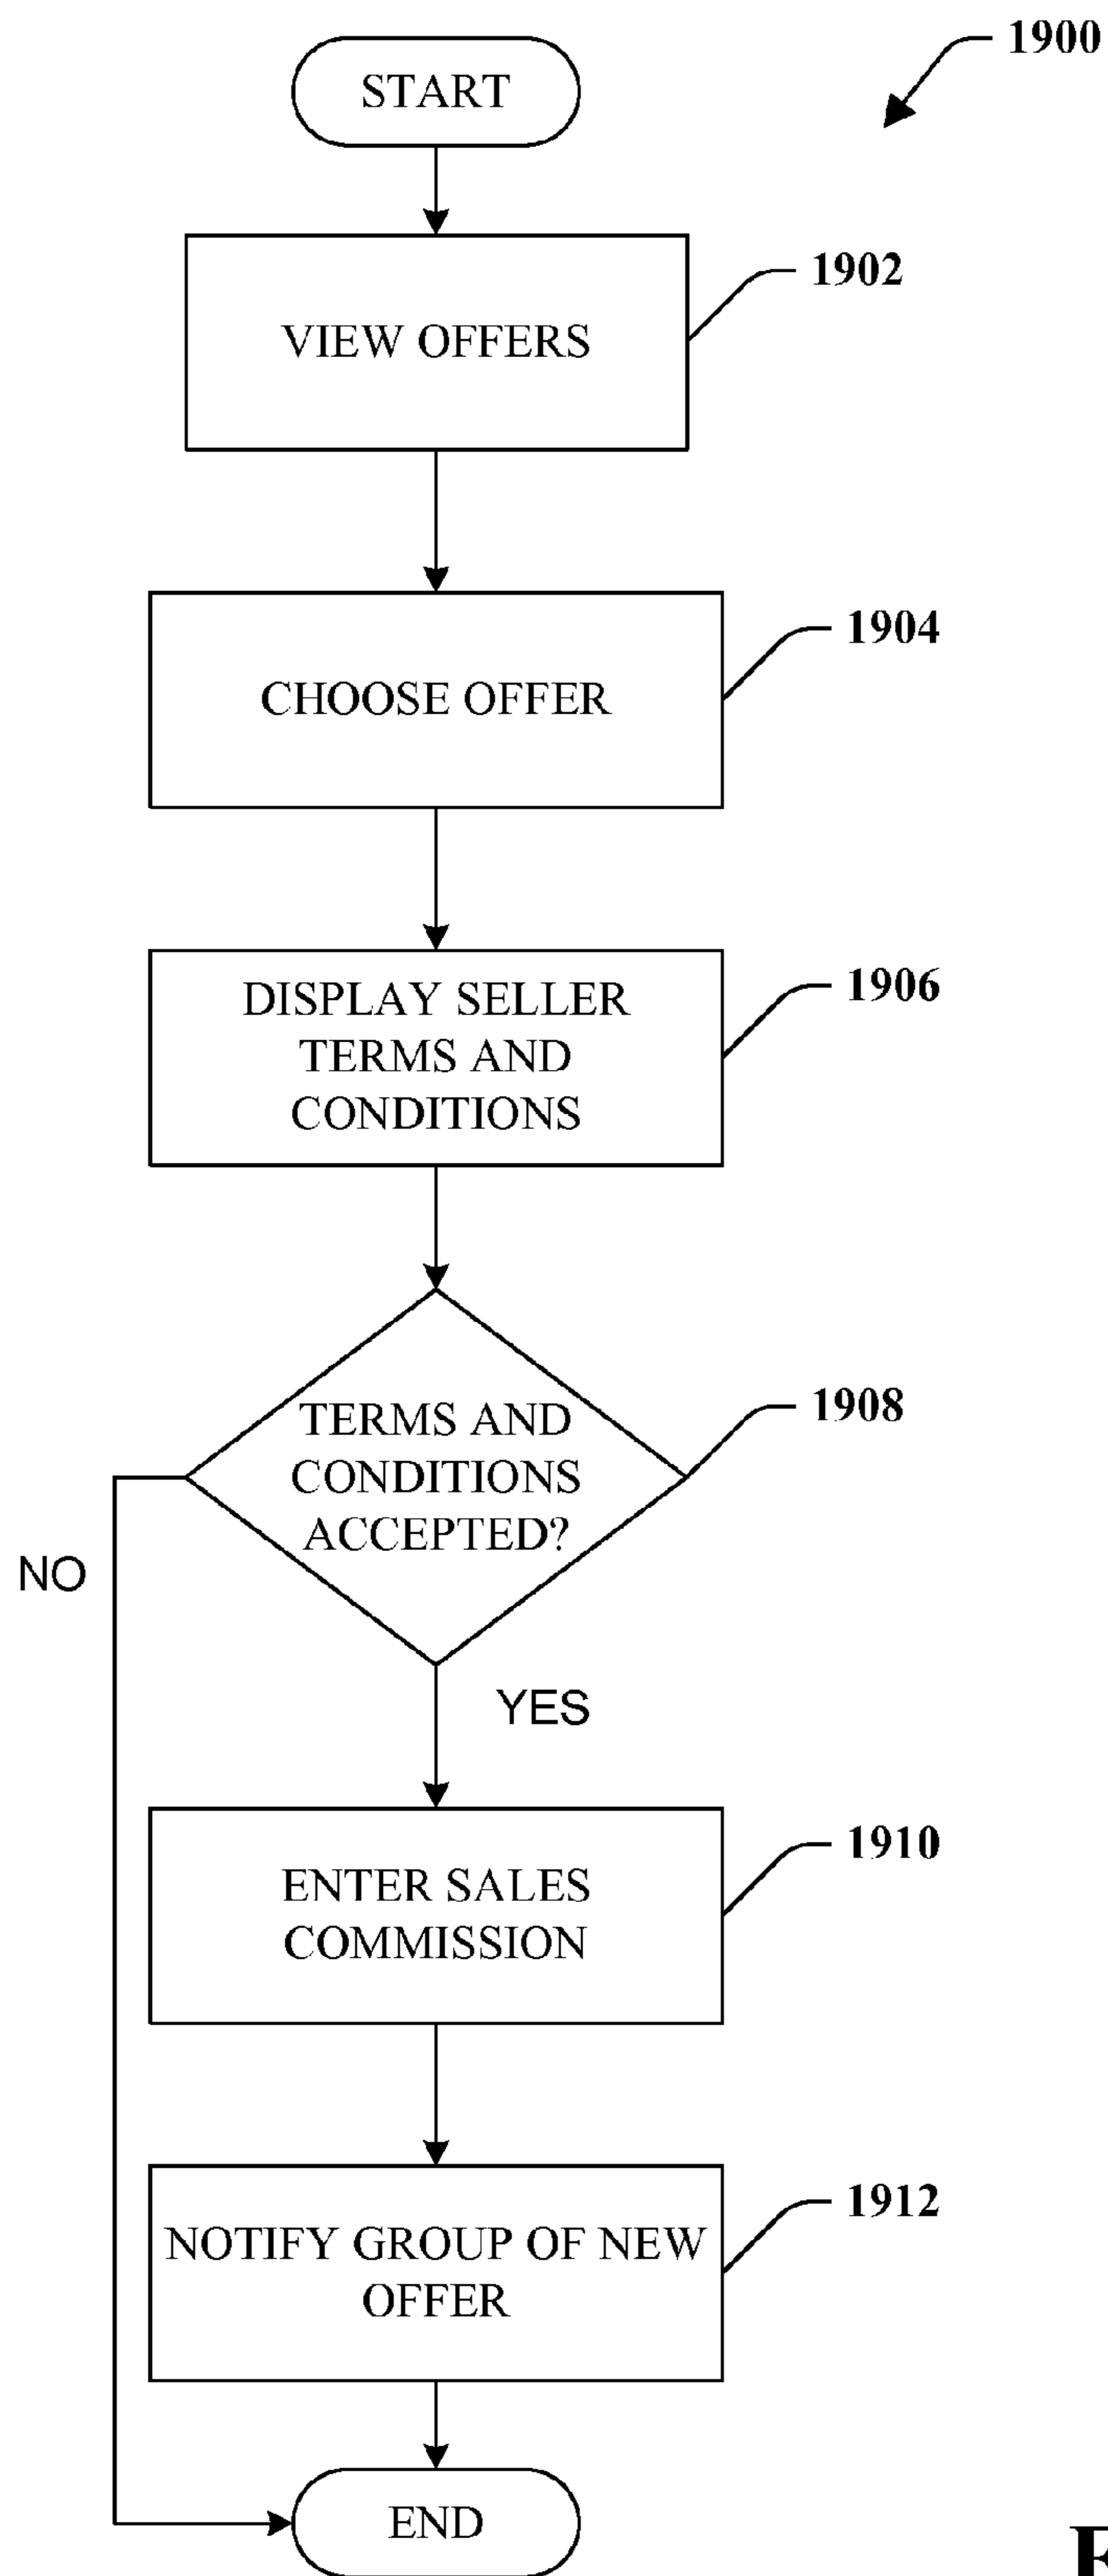 1900
START
1902
VIEW OFFERS
1904
CHOOSE OFFER
1906
DISPLAY SELLER
TERMS AND
CONDITIONS
1908
TERMS AND
CONDITIONS
ACCEPTED?
NO
YES
1910
ENTER SALES
COMMISSION
1912
NOTIFY GROUP OF NEW
OFFER
END